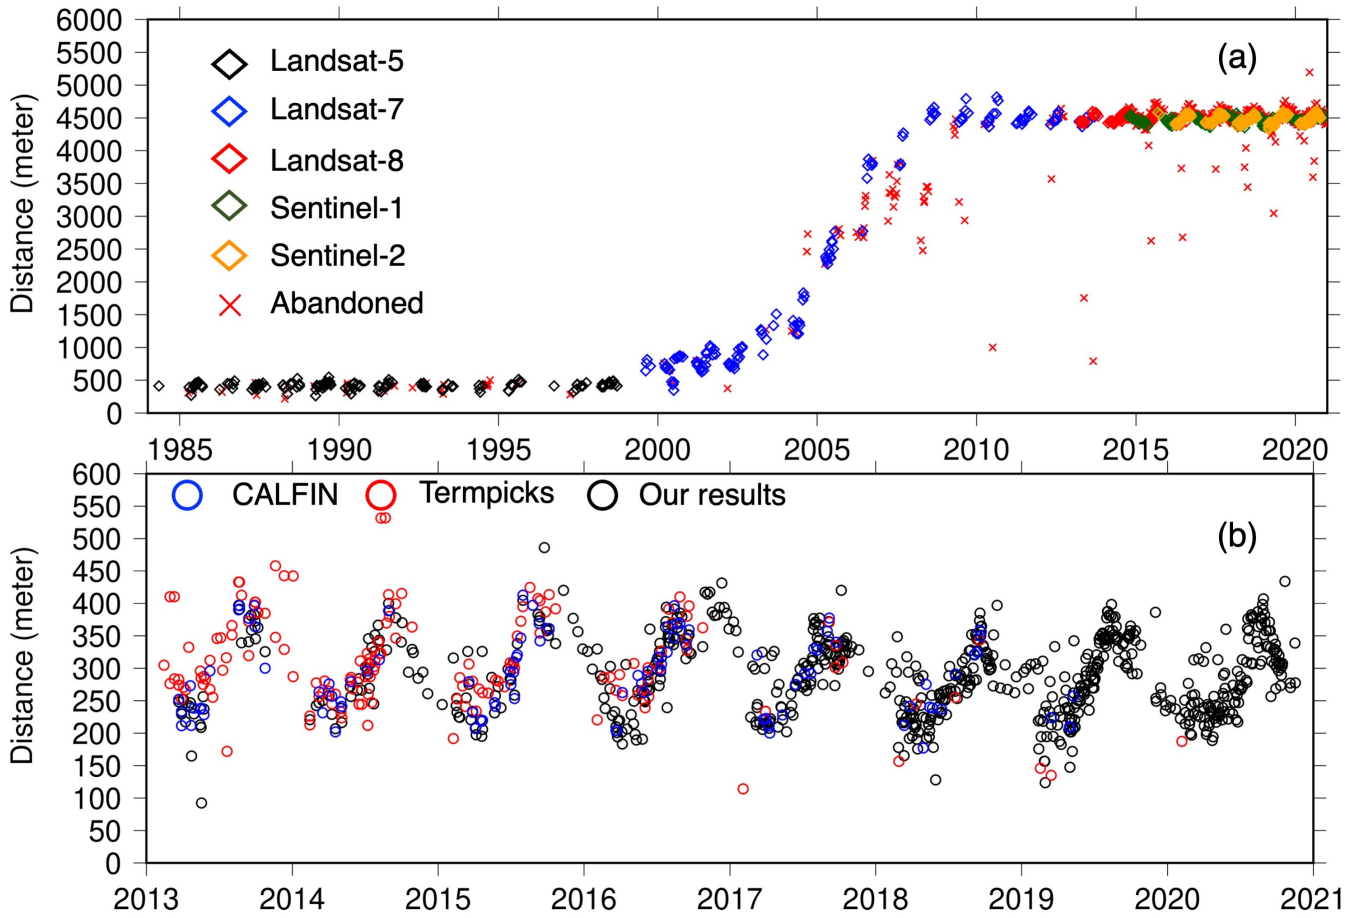 6000
5500
5000
4500
4000
3500
3000
2500
2000
1500
1000
500
0
Distance (meter)
(a)
Landsat-5
Landsat-7
Landsat-8
Sentinel-1
Sentinel-2
Abandoned
1985 1990 1995 2000 2005 2010 2015 2020
600
550
500
450
400
350
300
250
200
150
100
50
0
Distance (meter)
CALFIN Termpicks Our results
(b)
2013 2014 2015 2016 2017 2018 2019 2020 2021